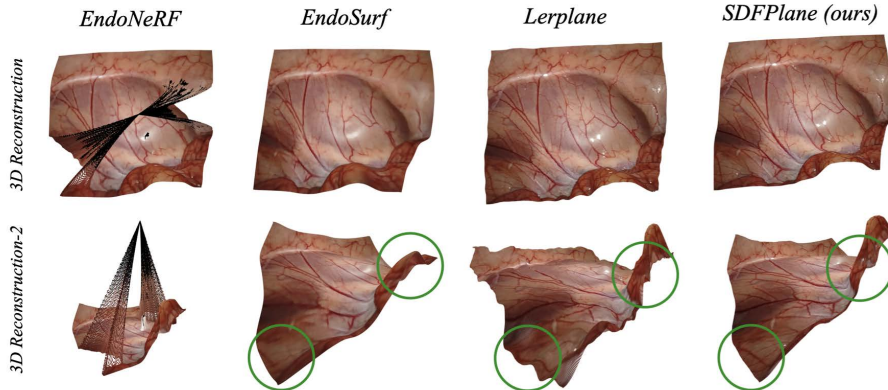 EndoNeRF EndoSurf Lerplane SDFPlane (ours)
3D Reconstruction
3D Reconstruction-2